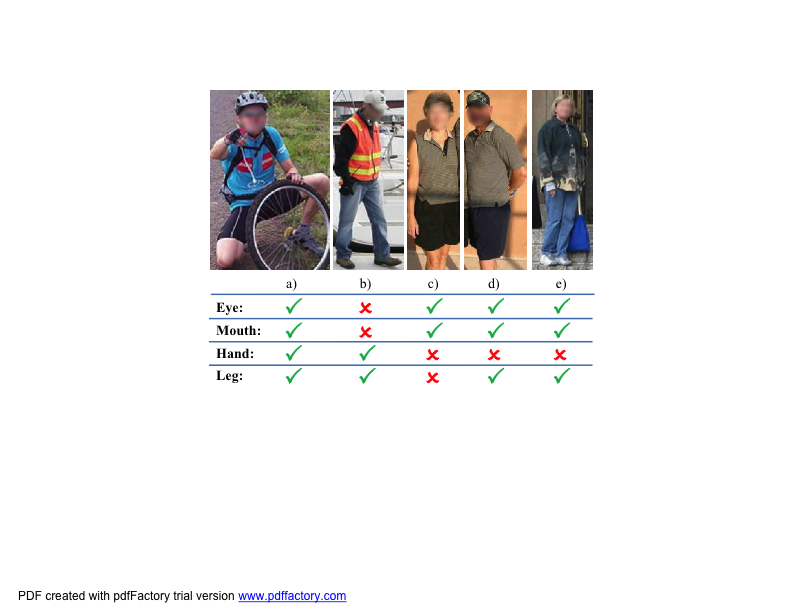 a) b) c) d) e)
Eye: ✓ ✗ ✓ ✓ ✓
Mouth: ✓ ✗ ✓ ✓ ✓
Hand: ✓ ✓ ✗ ✗ ✗
Leg: ✓ ✓ ✗ ✓ ✓
PDF created with pdfFactory trial version www.pdffactory.com